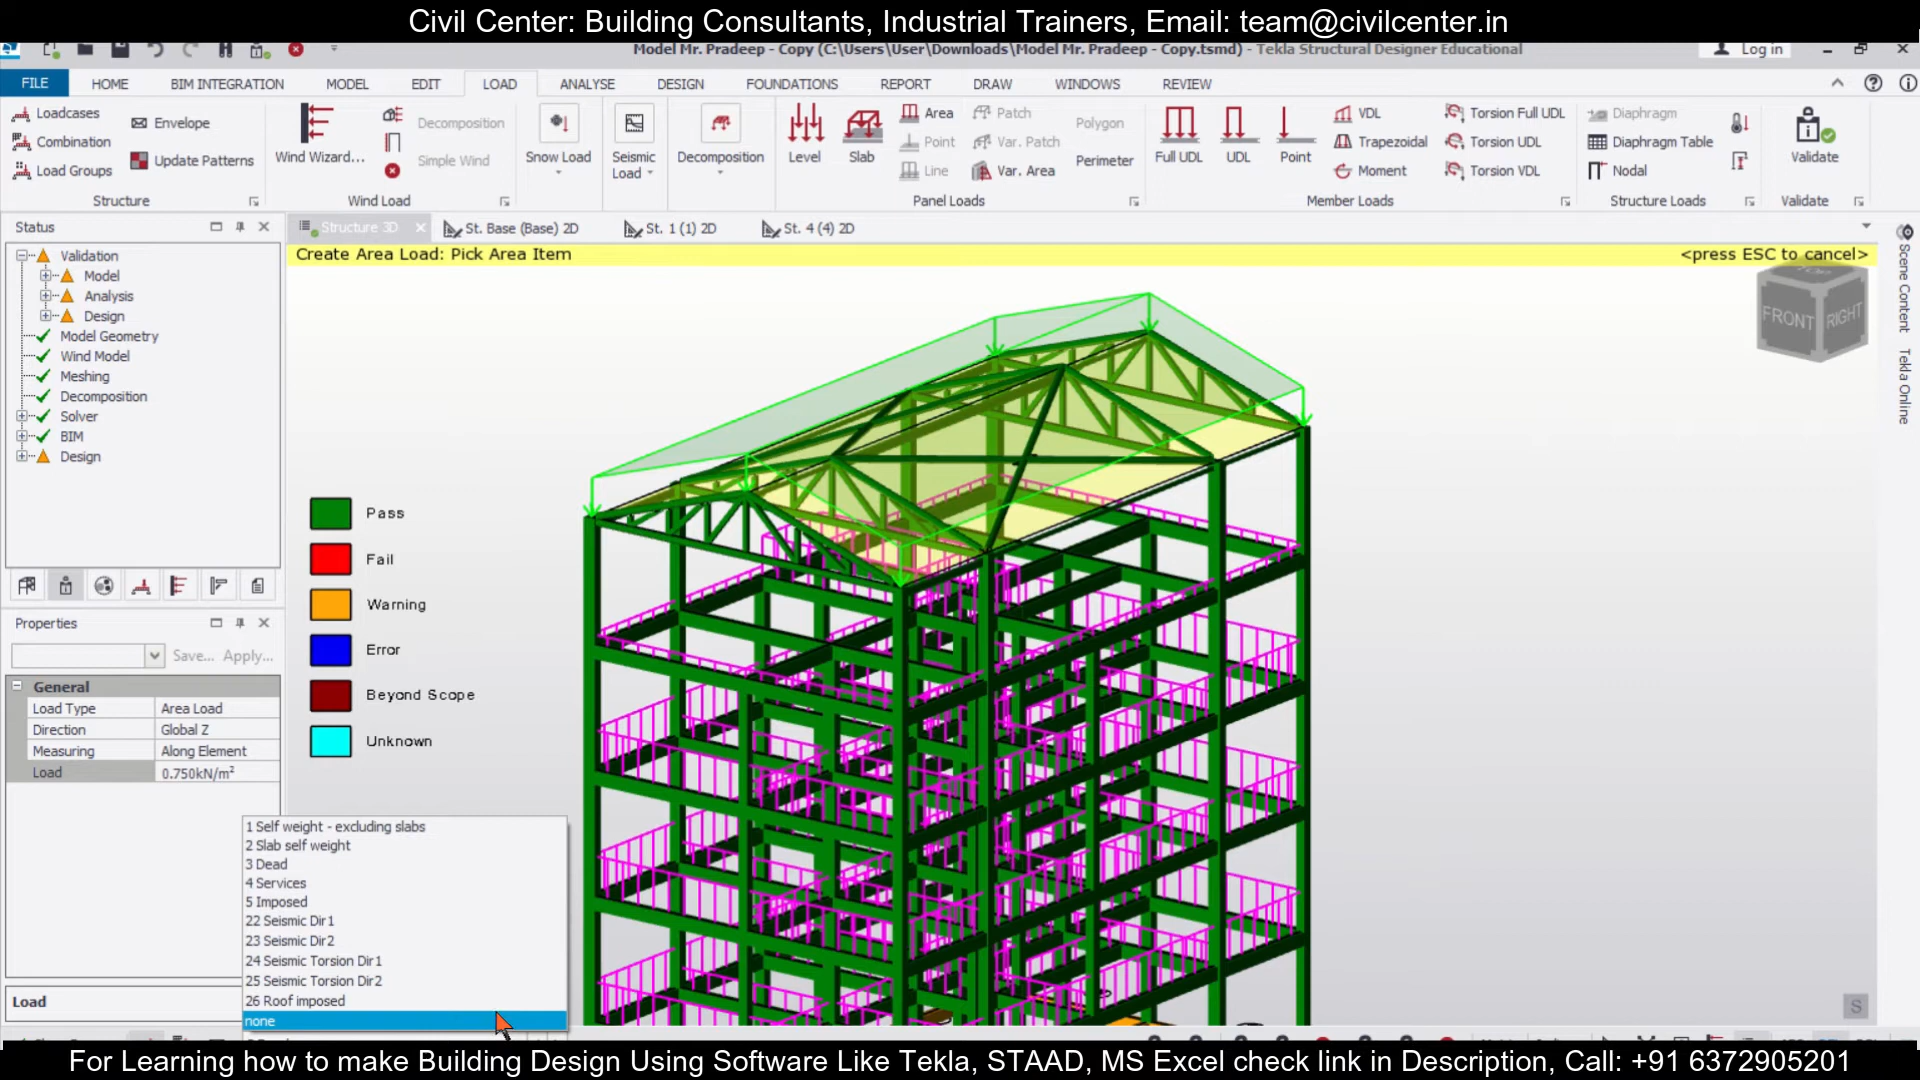 Civil Center: Building Consultants, Industrial Trainers, Email: team@civilcenter.in
Model Mr. Pradeep - Copy (C:\Users\User\Downloads\Model Mr. Pradeep - Copy.tsmd) - Tekla Structural Designer Educational
Log in
FILE HOME BIM INTEGRATION MODEL EDIT LOAD ANALYSE DESIGN FOUNDATIONS REPORT DRAW WINDOWS REVIEW
Loadcases
Combination
Load Groups
Envelope
Update Patterns
Structure
Wind Wizard...
Decomposition
Simple Wind
Wind Load
Snow Load
Seismic
Load
Decomposition
Level
Slab
Area
Point
Line
Patch
Var. Patch
Var. Area
Polygon
Perimeter
Panel Loads
Full UDL
UDL
Point
VDL
Trapezoidal
Moment
Torsion Full UDL
Torsion UDL
Torsion VDL
Member Loads
Diaphragm
Diaphragm Table
Nodal
Structure Loads
Validate
Validate
Status
Structure 3D
St. Base (Base) 2D
St. 1 (1) 2D
St. 4 (4) 2D
Create Area Load: Pick Area Item
<press ESC to cancel>
Validation
Model
Analysis
Design
Model Geometry
Wind Model
Meshing
Decomposition
Solver
BIM
Design
TOP
FRONT
RIGHT
Scene Content
Tekla Online
Pass
Fail
Warning
Error
Beyond Scope
Unknown
Properties
Save... Apply...
General
Load Type Area Load
Direction Global Z
Measuring Along Element
Load 0.750kN/m²
1 Self weight - excluding slabs
2 Slab self weight
3 Dead
4 Services
5 Imposed
22 Seismic Dir1
23 Seismic Dir2
24 Seismic Torsion Dir1
25 Seismic Torsion Dir2
26 Roof imposed
none
Load
S
For Learning how to make Building Design Using Software Like Tekla, STAAD, MS Excel check link in Description, Call: +91 6372905201